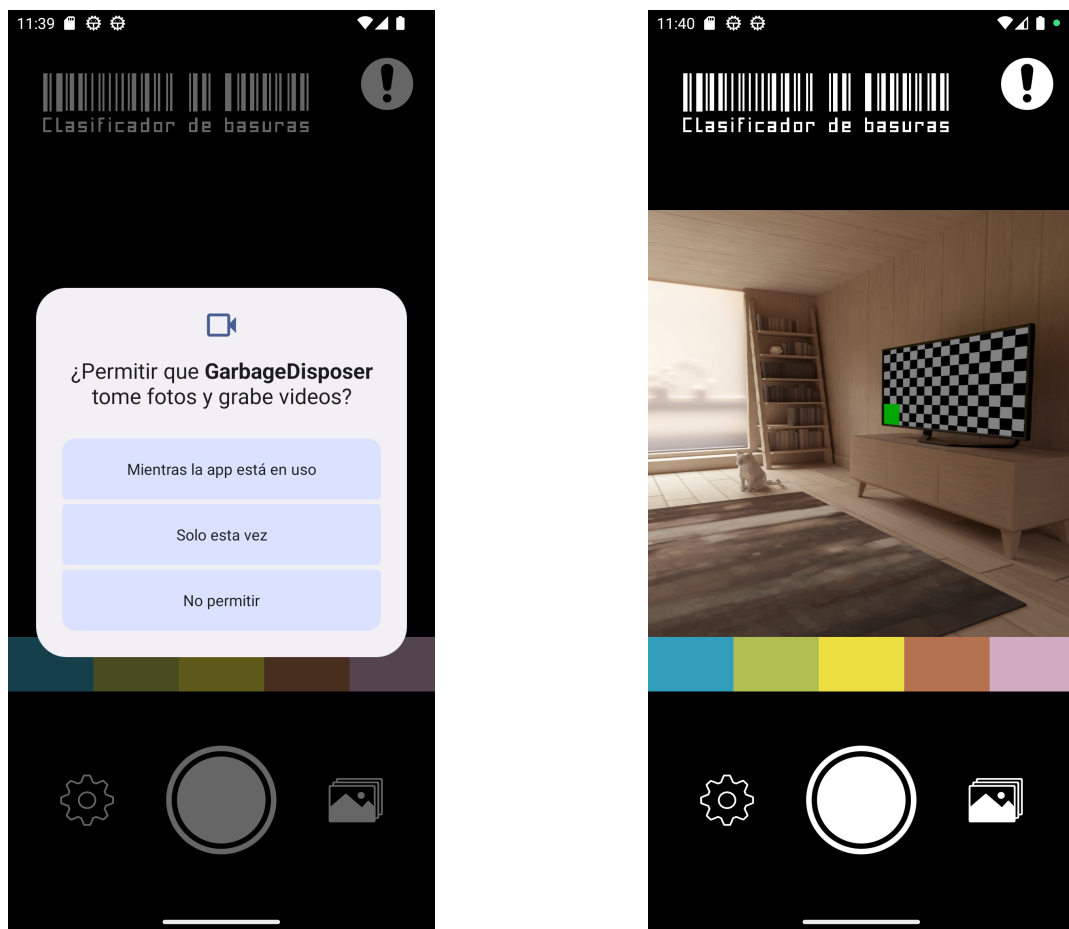 11:39
Clasificador de basuras
¿Permitir que GarbageDisposer
tome fotos y grabe videos?
Mientras la app está en uso
Solo esta vez
No permitir
11:40
Clasificador de basuras